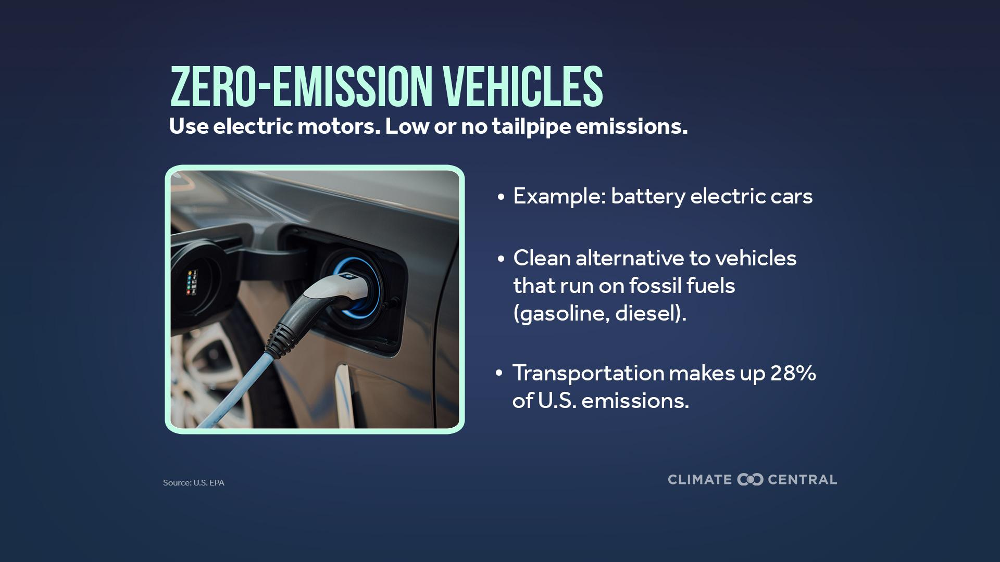 ZERO-EMISSION VEHICLES
Use electric motors. Low or no tailpipe emissions.
• Example: battery electric cars
• Clean alternative to vehicles
that run on fossil fuels
(gasoline, diesel).
• Transportation makes up 28%
of U.S. emissions.
Source: U.S. EPA
CLIMATE CENTRAL